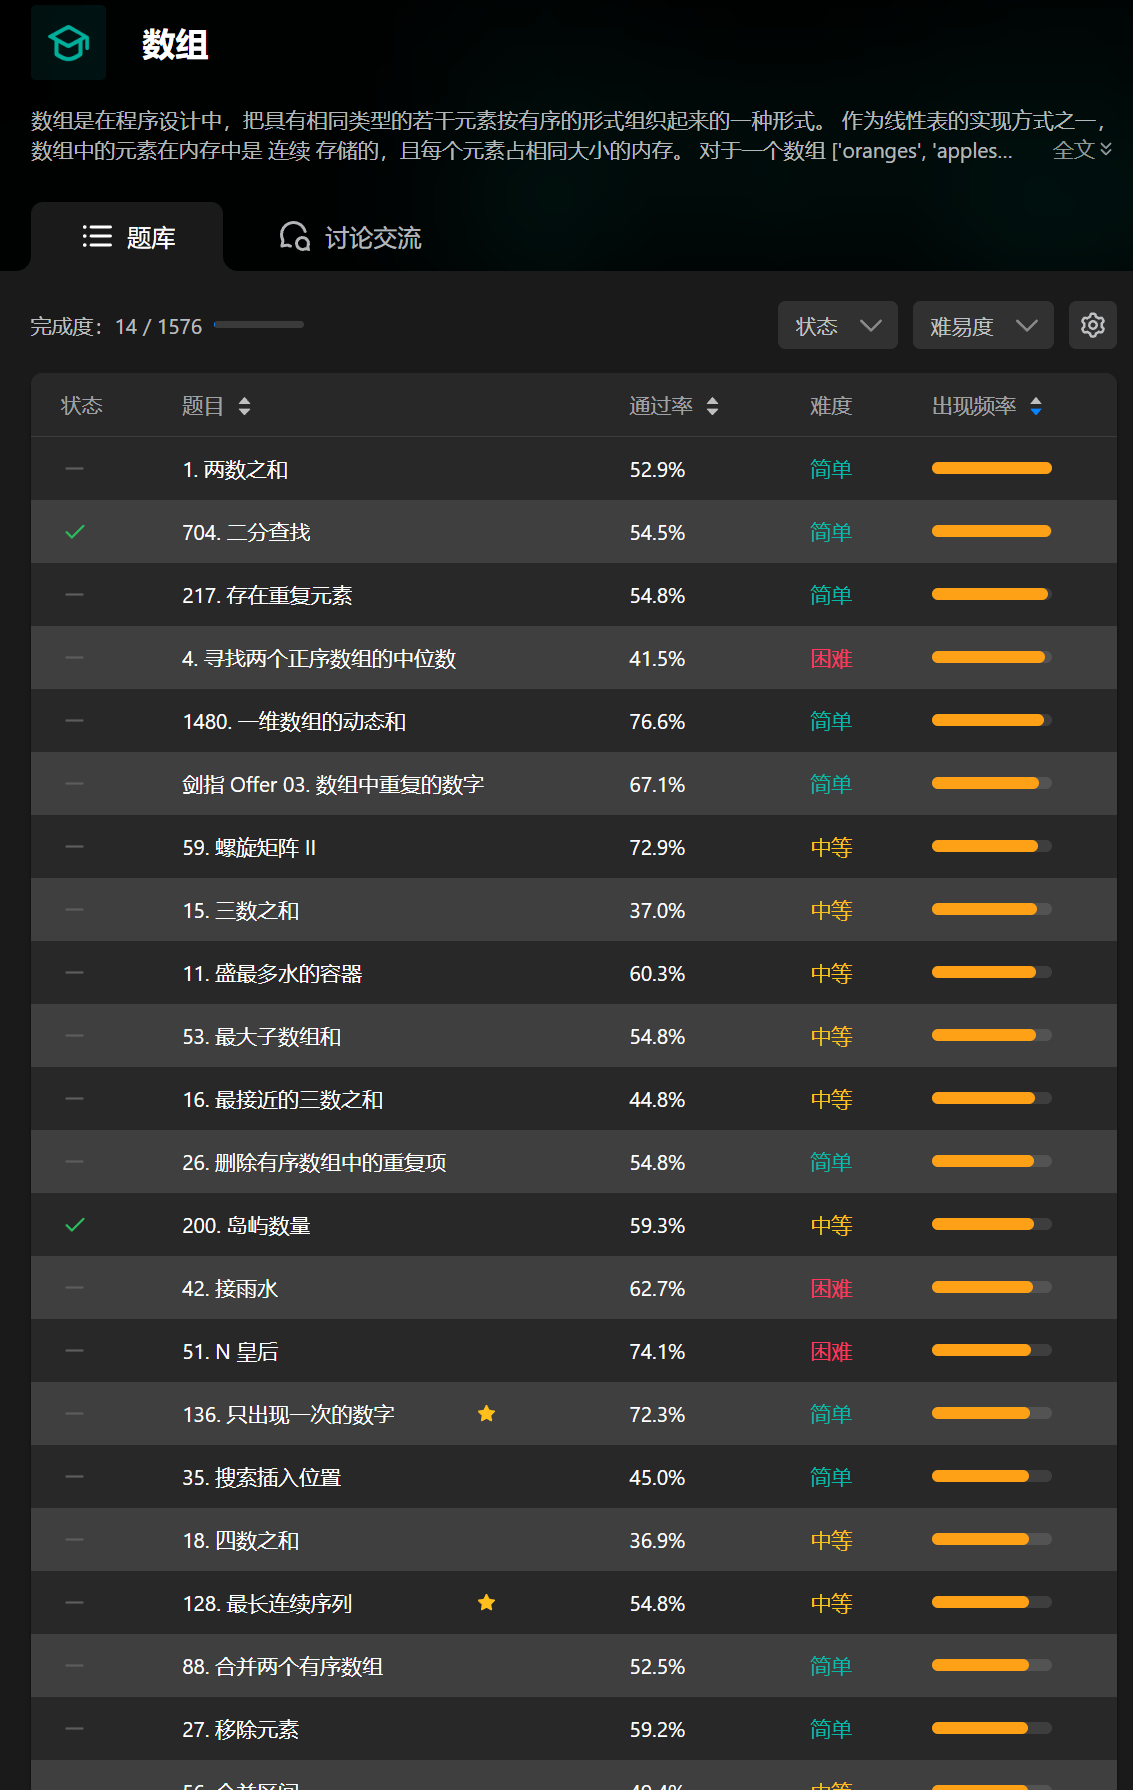 数组
数组是在程序设计中，把具有相同类型的若干元素按有序的形式组织起来的一种形式。 作为线性表的实现方式之一，
数组中的元素在内存中是 连续 存储的，且每个元素占相同大小的内存。 对于一个数组 ['oranges', 'apples... 全文
题库 讨论交流
完成度：14 / 1576 状态 难易度
状态 题目 通过率 难度 出现频率
1. 两数之和 52.9% 简单
704. 二分查找 54.5% 简单
217. 存在重复元素 54.8% 简单
4. 寻找两个正序数组的中位数 41.5% 困难
1480. 一维数组的动态和 76.6% 简单
剑指 Offer 03. 数组中重复的数字 67.1% 简单
59. 螺旋矩阵 II 72.9% 中等
15. 三数之和 37.0% 中等
11. 盛最多水的容器 60.3% 中等
53. 最大子数组和 54.8% 中等
16. 最接近的三数之和 44.8% 中等
26. 删除有序数组中的重复项 54.8% 简单
200. 岛屿数量 59.3% 中等
42. 接雨水 62.7% 困难
51. N 皇后 74.1% 困难
136. 只出现一次的数字 72.3% 简单
35. 搜索插入位置 45.0% 简单
18. 四数之和 36.9% 中等
128. 最长连续序列 54.8% 中等
88. 合并两个有序数组 52.5% 简单
27. 移除元素 59.2% 简单
56. 合并区间 49.4% 中等